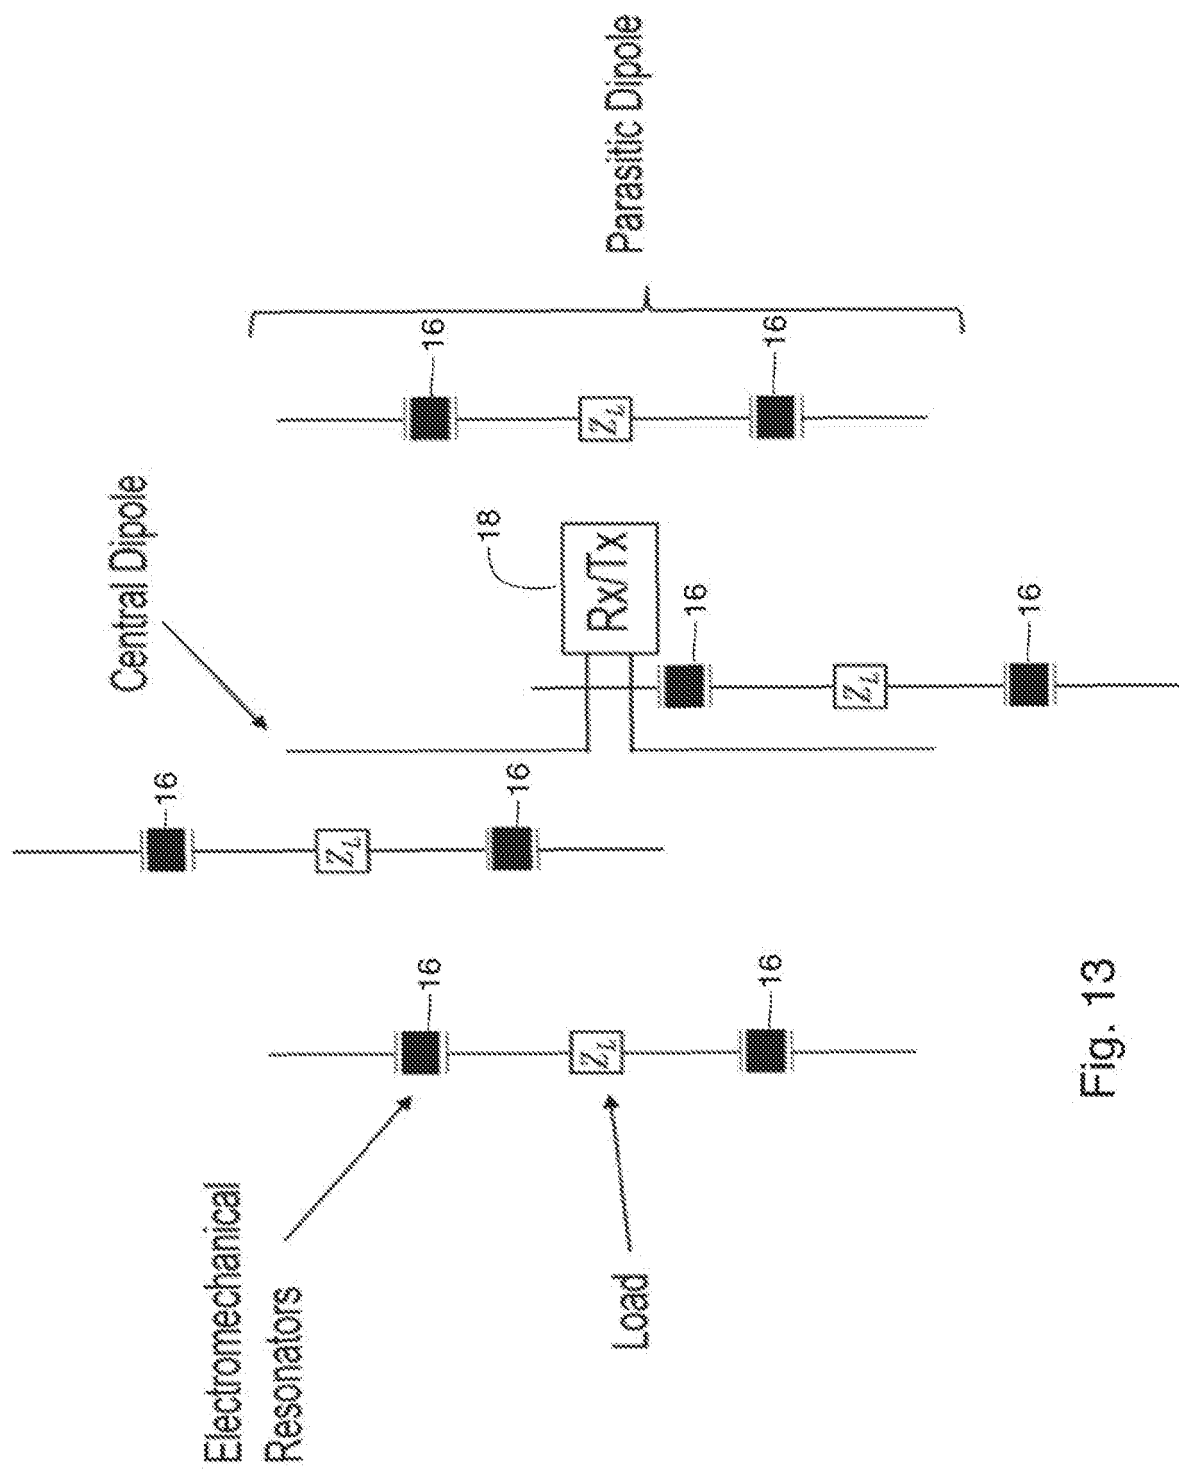 Electromechanical
Resonators
Load
16
16
Z_L
16
16
Z_L
Central Dipole
18
Rx/Tx
16
16
Z_L
16
16
Z_L
Parasitic Dipole
Fig. 13